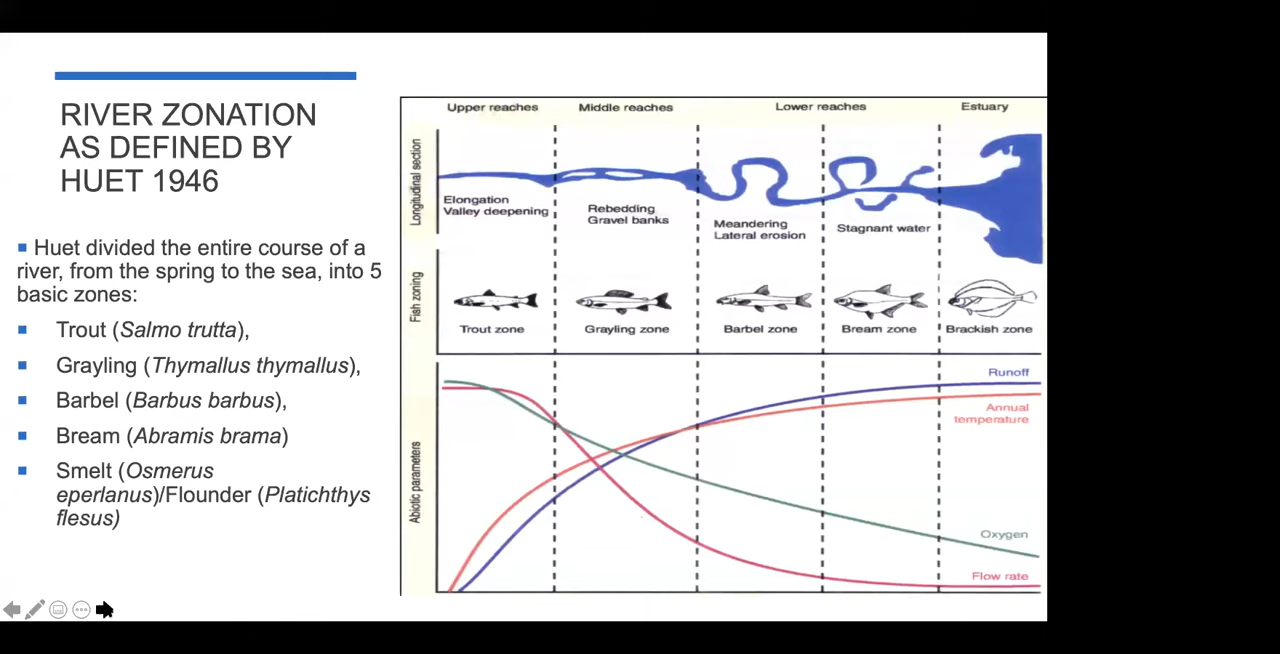 RIVER ZONATION
AS DEFINED BY
HUET 1946
▪ Huet divided the entire course of a
river, from the spring to the sea, into 5
basic zones:
▪ Trout (Salmo trutta),
▪ Grayling (Thymallus thymallus),
▪ Barbel (Barbus barbus),
▪ Bream (Abramis brama)
▪ Smelt (Osmerus
eperlanus)/Flounder (Platichthys
flesus)
Upper reaches Middle reaches Lower reaches Estuary
Longitudinal section
Elongation
Valley deepening
Rebedding
Gravel banks
Meandering
Lateral erosion
Stagnant water
Fish zoning
Trout zone Grayling zone Barbel zone Bream zone Brackish zone
Abiotic parameters
Runoff
Annual
temperature
Oxygen
Flow rate